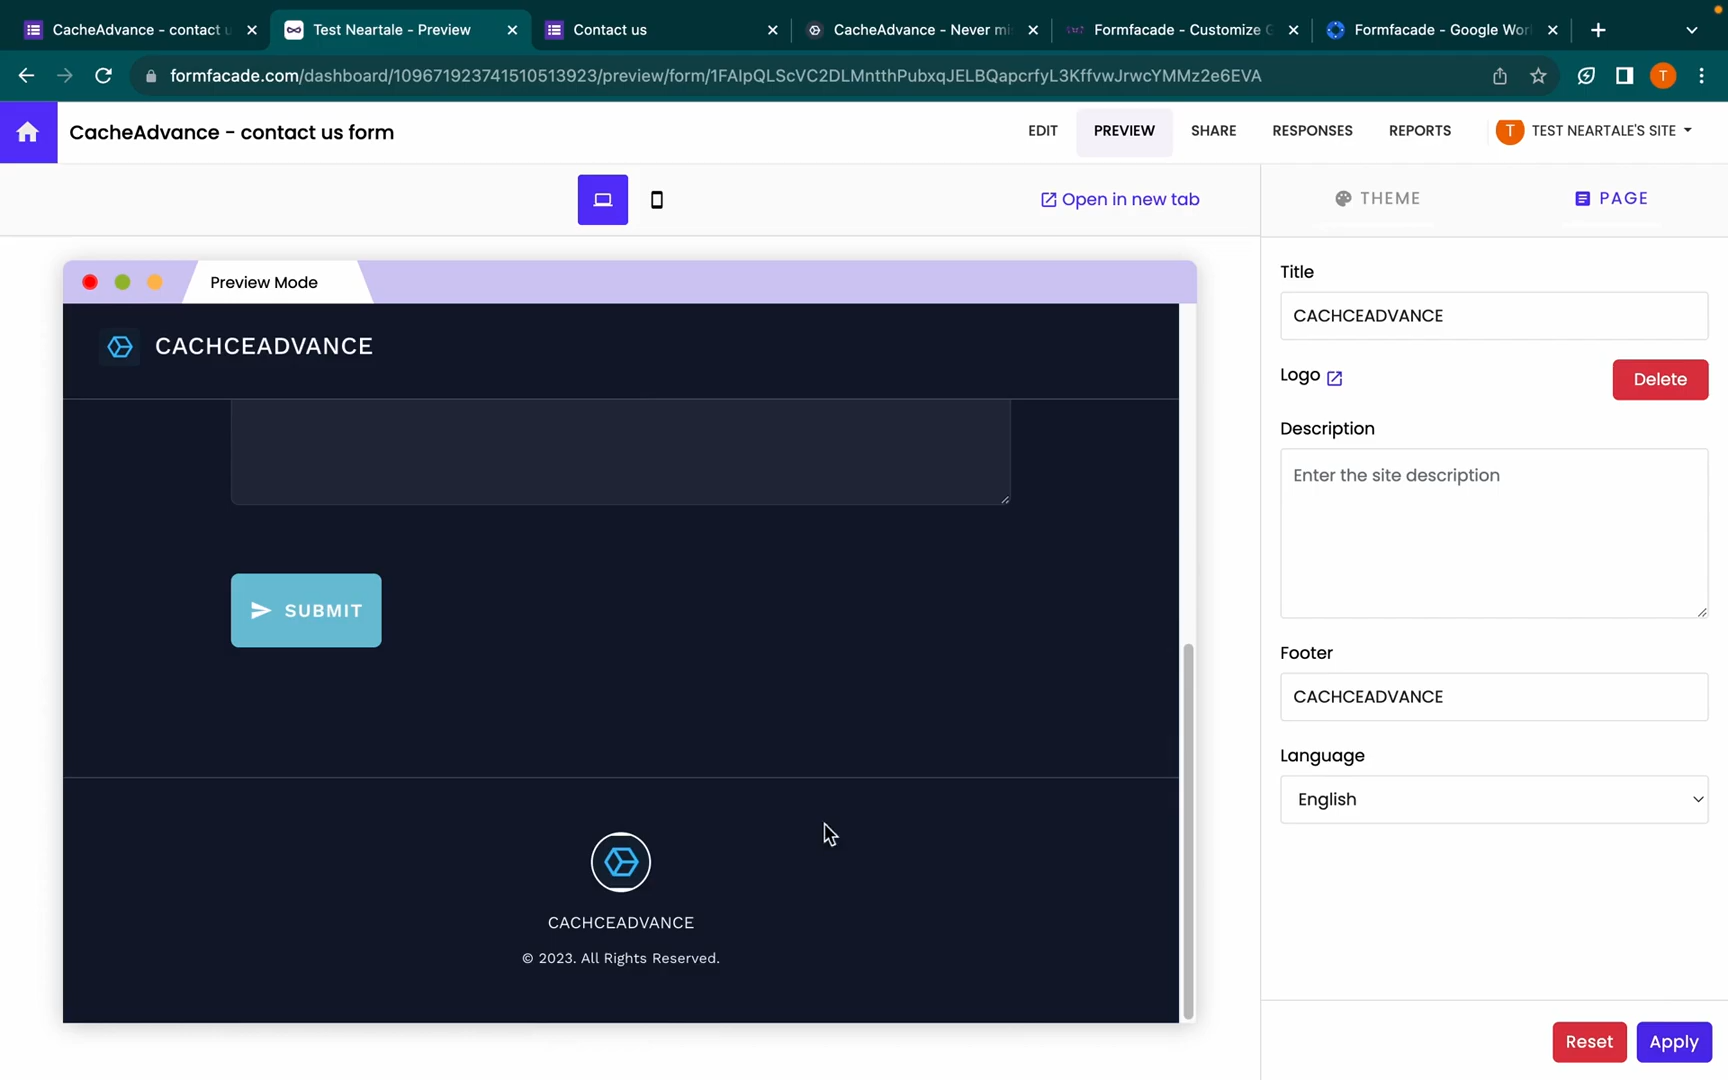 CacheAdvance - contact u
Test Neartale - Preview
Contact us
CacheAdvance - Never mi
Formfacade - Customize G
Formfacade - Google Wor
formfacade.com/dashboard/109671923741510513923/preview/form/1FAIpQLScVC2DLMntthPubxqJELBQapcrfyL3KffvwJrwcYMMz2e6EVA
T
CacheAdvance - contact us form
EDIT
PREVIEW
SHARE
RESPONSES
REPORTS
T
TEST NEARTALE'S SITE
Open in new tab
THEME
PAGE
Preview Mode
CACHCEADVANCE
SUBMIT
CACHCEADVANCE
© 2023. All Rights Reserved.
Title
CACHCEADVANCE
Logo
Delete
Description
Enter the site description
Footer
CACHCEADVANCE
Language
English
Reset
Apply